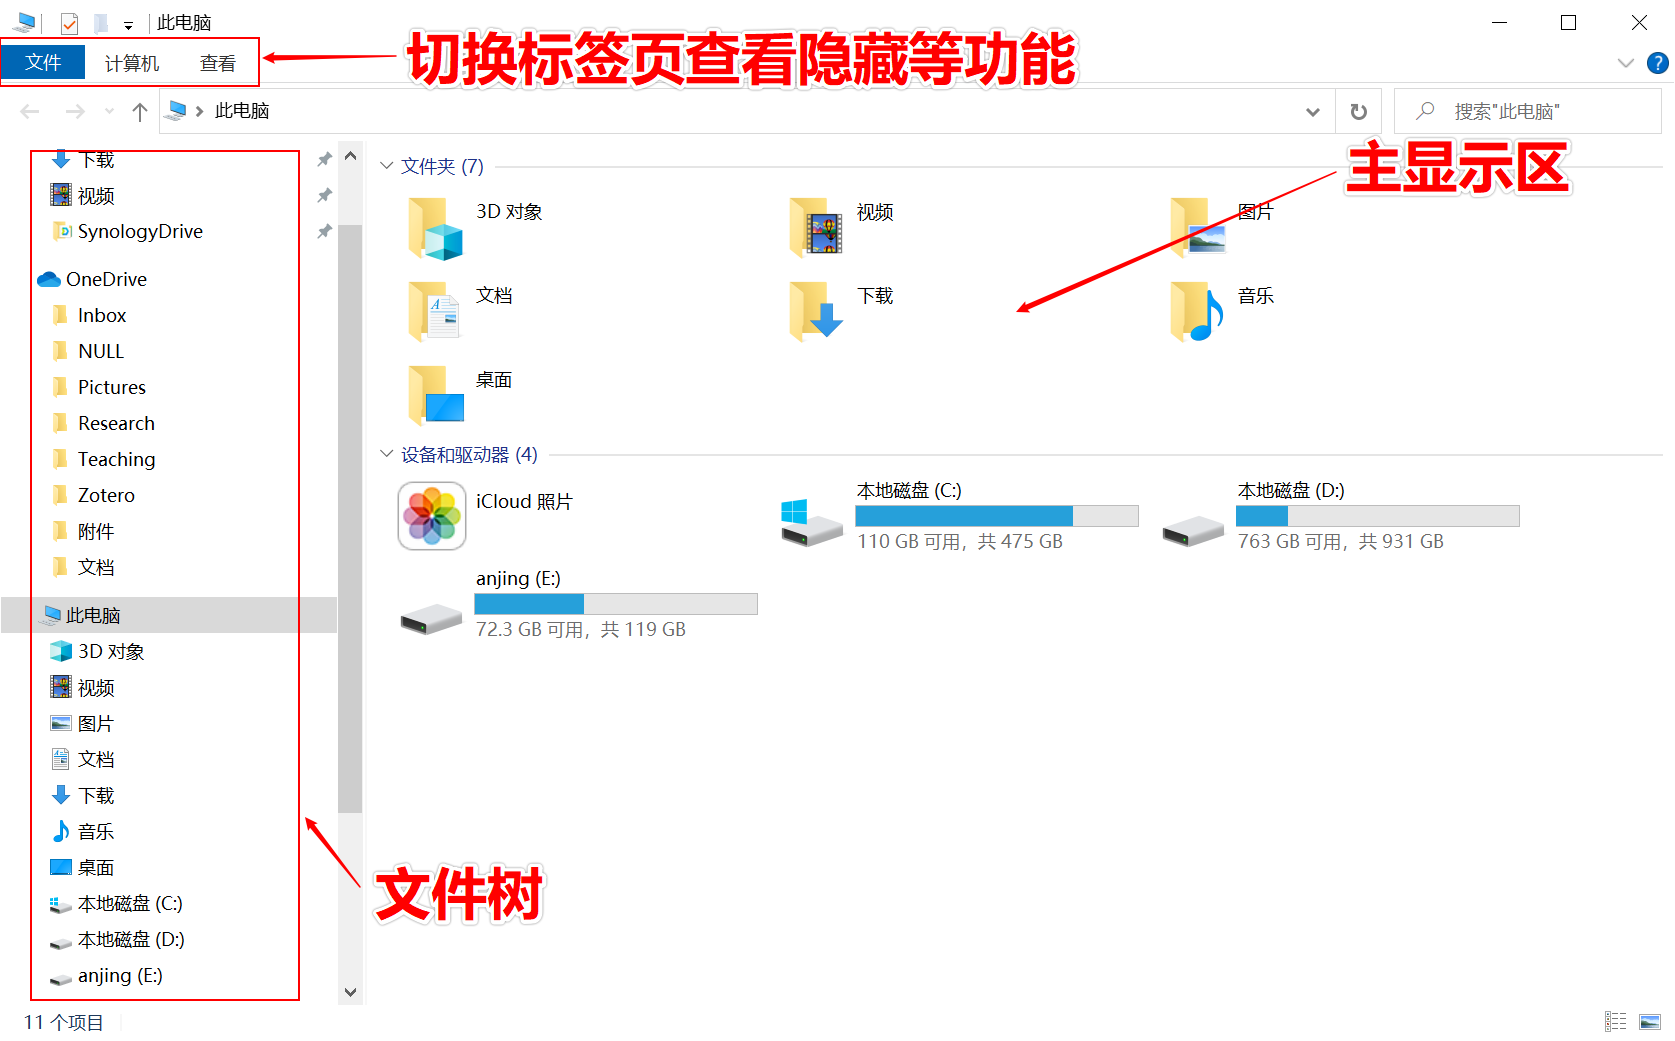 此电脑
文件 计算机 查看
切换标签页查看隐藏等功能
?
此电脑
搜索"此电脑"
主显示区
下载
视频
SynologyDrive
OneDrive
Inbox
NULL
Pictures
Research
Teaching
Zotero
附件
文档
此电脑
3D 对象
视频
图片
文档
下载
音乐
桌面
本地磁盘 (C:)
本地磁盘 (D:)
anjing (E:)
文件树
文件夹 (7)
3D 对象
视频
图片
文档
下载
音乐
桌面
设备和驱动器 (4)
iCloud 照片
本地磁盘 (C:)
110 GB 可用，共 475 GB
本地磁盘 (D:)
763 GB 可用，共 931 GB
anjing (E:)
72.3 GB 可用，共 119 GB
11 个项目